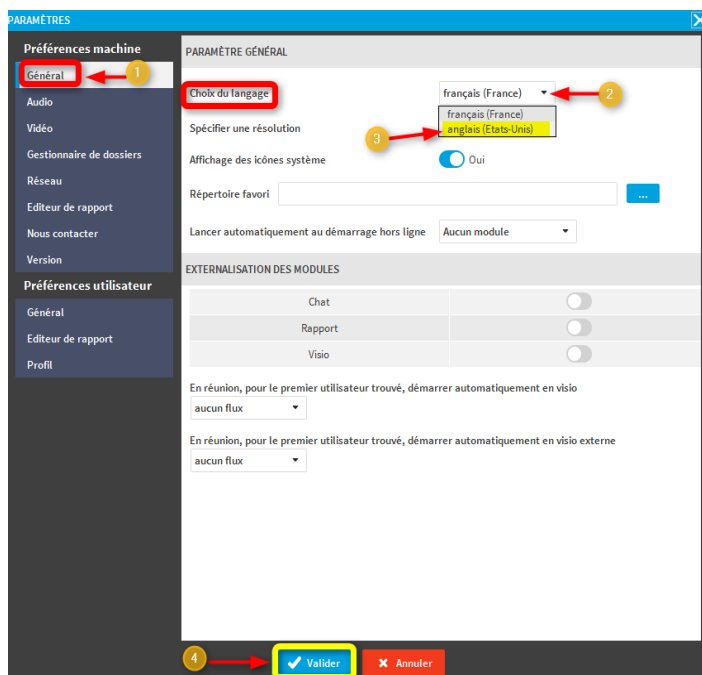 PARAMÈTRES
Préférences machine
Général
1
Audio
Vidéo
Gestionnaire de dossiers
Réseau
Editeur de rapport
Nous contacter
Version
Préférences utilisateur
Général
Editeur de rapport
Profil
PARAMÈTRE GÉNÉRAL
Choix du langage
français (France)
2
français (France)
anglais (Etats-Unis)
3
Spécifier une résolution
Affichage des icônes système
Oui
Répertoire favori
...
Lancer automatiquement au démarrage hors ligne
Aucun module
EXTERNALISATION DES MODULES
Chat
Rapport
Visio
En réunion, pour le premier utilisateur trouvé, démarrer automatiquement en visio
aucun flux
En réunion, pour le premier utilisateur trouvé, démarrer automatiquement en visio externe
aucun flux
4
Valider
Annuler